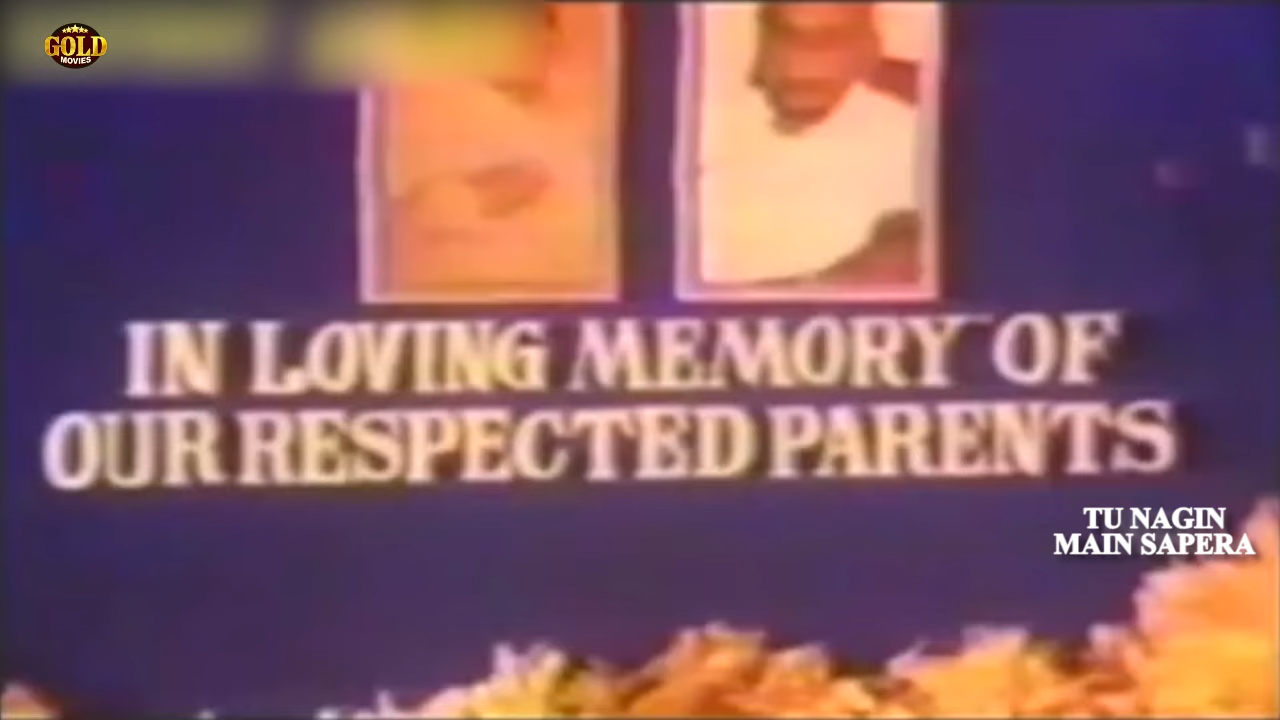 GOLD
MOVIES
IN LOVING MEMORY OF
OUR RESPECTED PARENTS
TU NAGIN
MAIN SAPERA